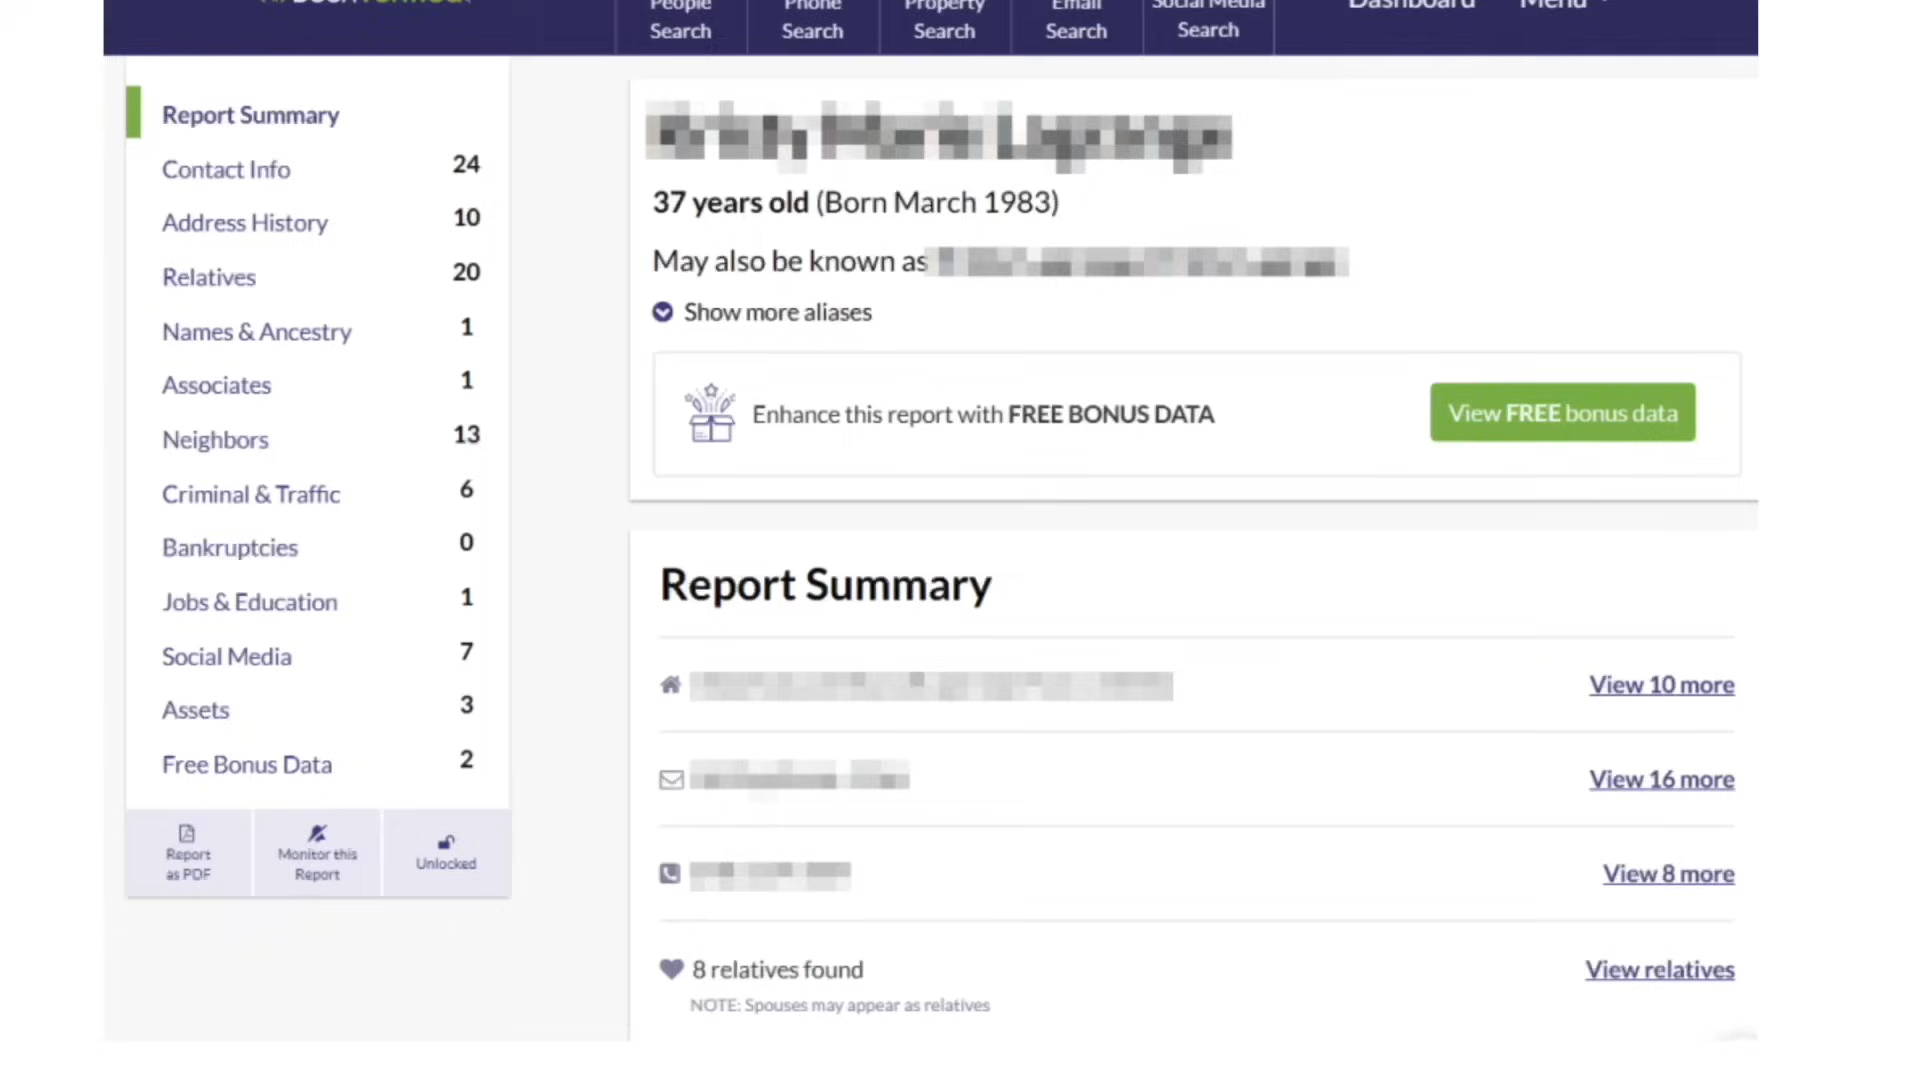 People
Search
Phone
Search
Property
Search
Email
Search
Social Media
Search
Dashboard
Menu
Report Summary
Contact Info 24
Address History 10
Relatives 20
Names & Ancestry 1
Associates 1
Neighbors 13
Criminal & Traffic 6
Bankruptcies 0
Jobs & Education 1
Social Media 7
Assets 3
Free Bonus Data 2
Report
as PDF
Monitor this
Report
Unlocked
37 years old (Born March 1983)
May also be known as
Show more aliases
Enhance this report with FREE BONUS DATA
View FREE bonus data
Report Summary
View 10 more
View 16 more
View 8 more
8 relatives found
View relatives
NOTE: Spouses may appear as relatives